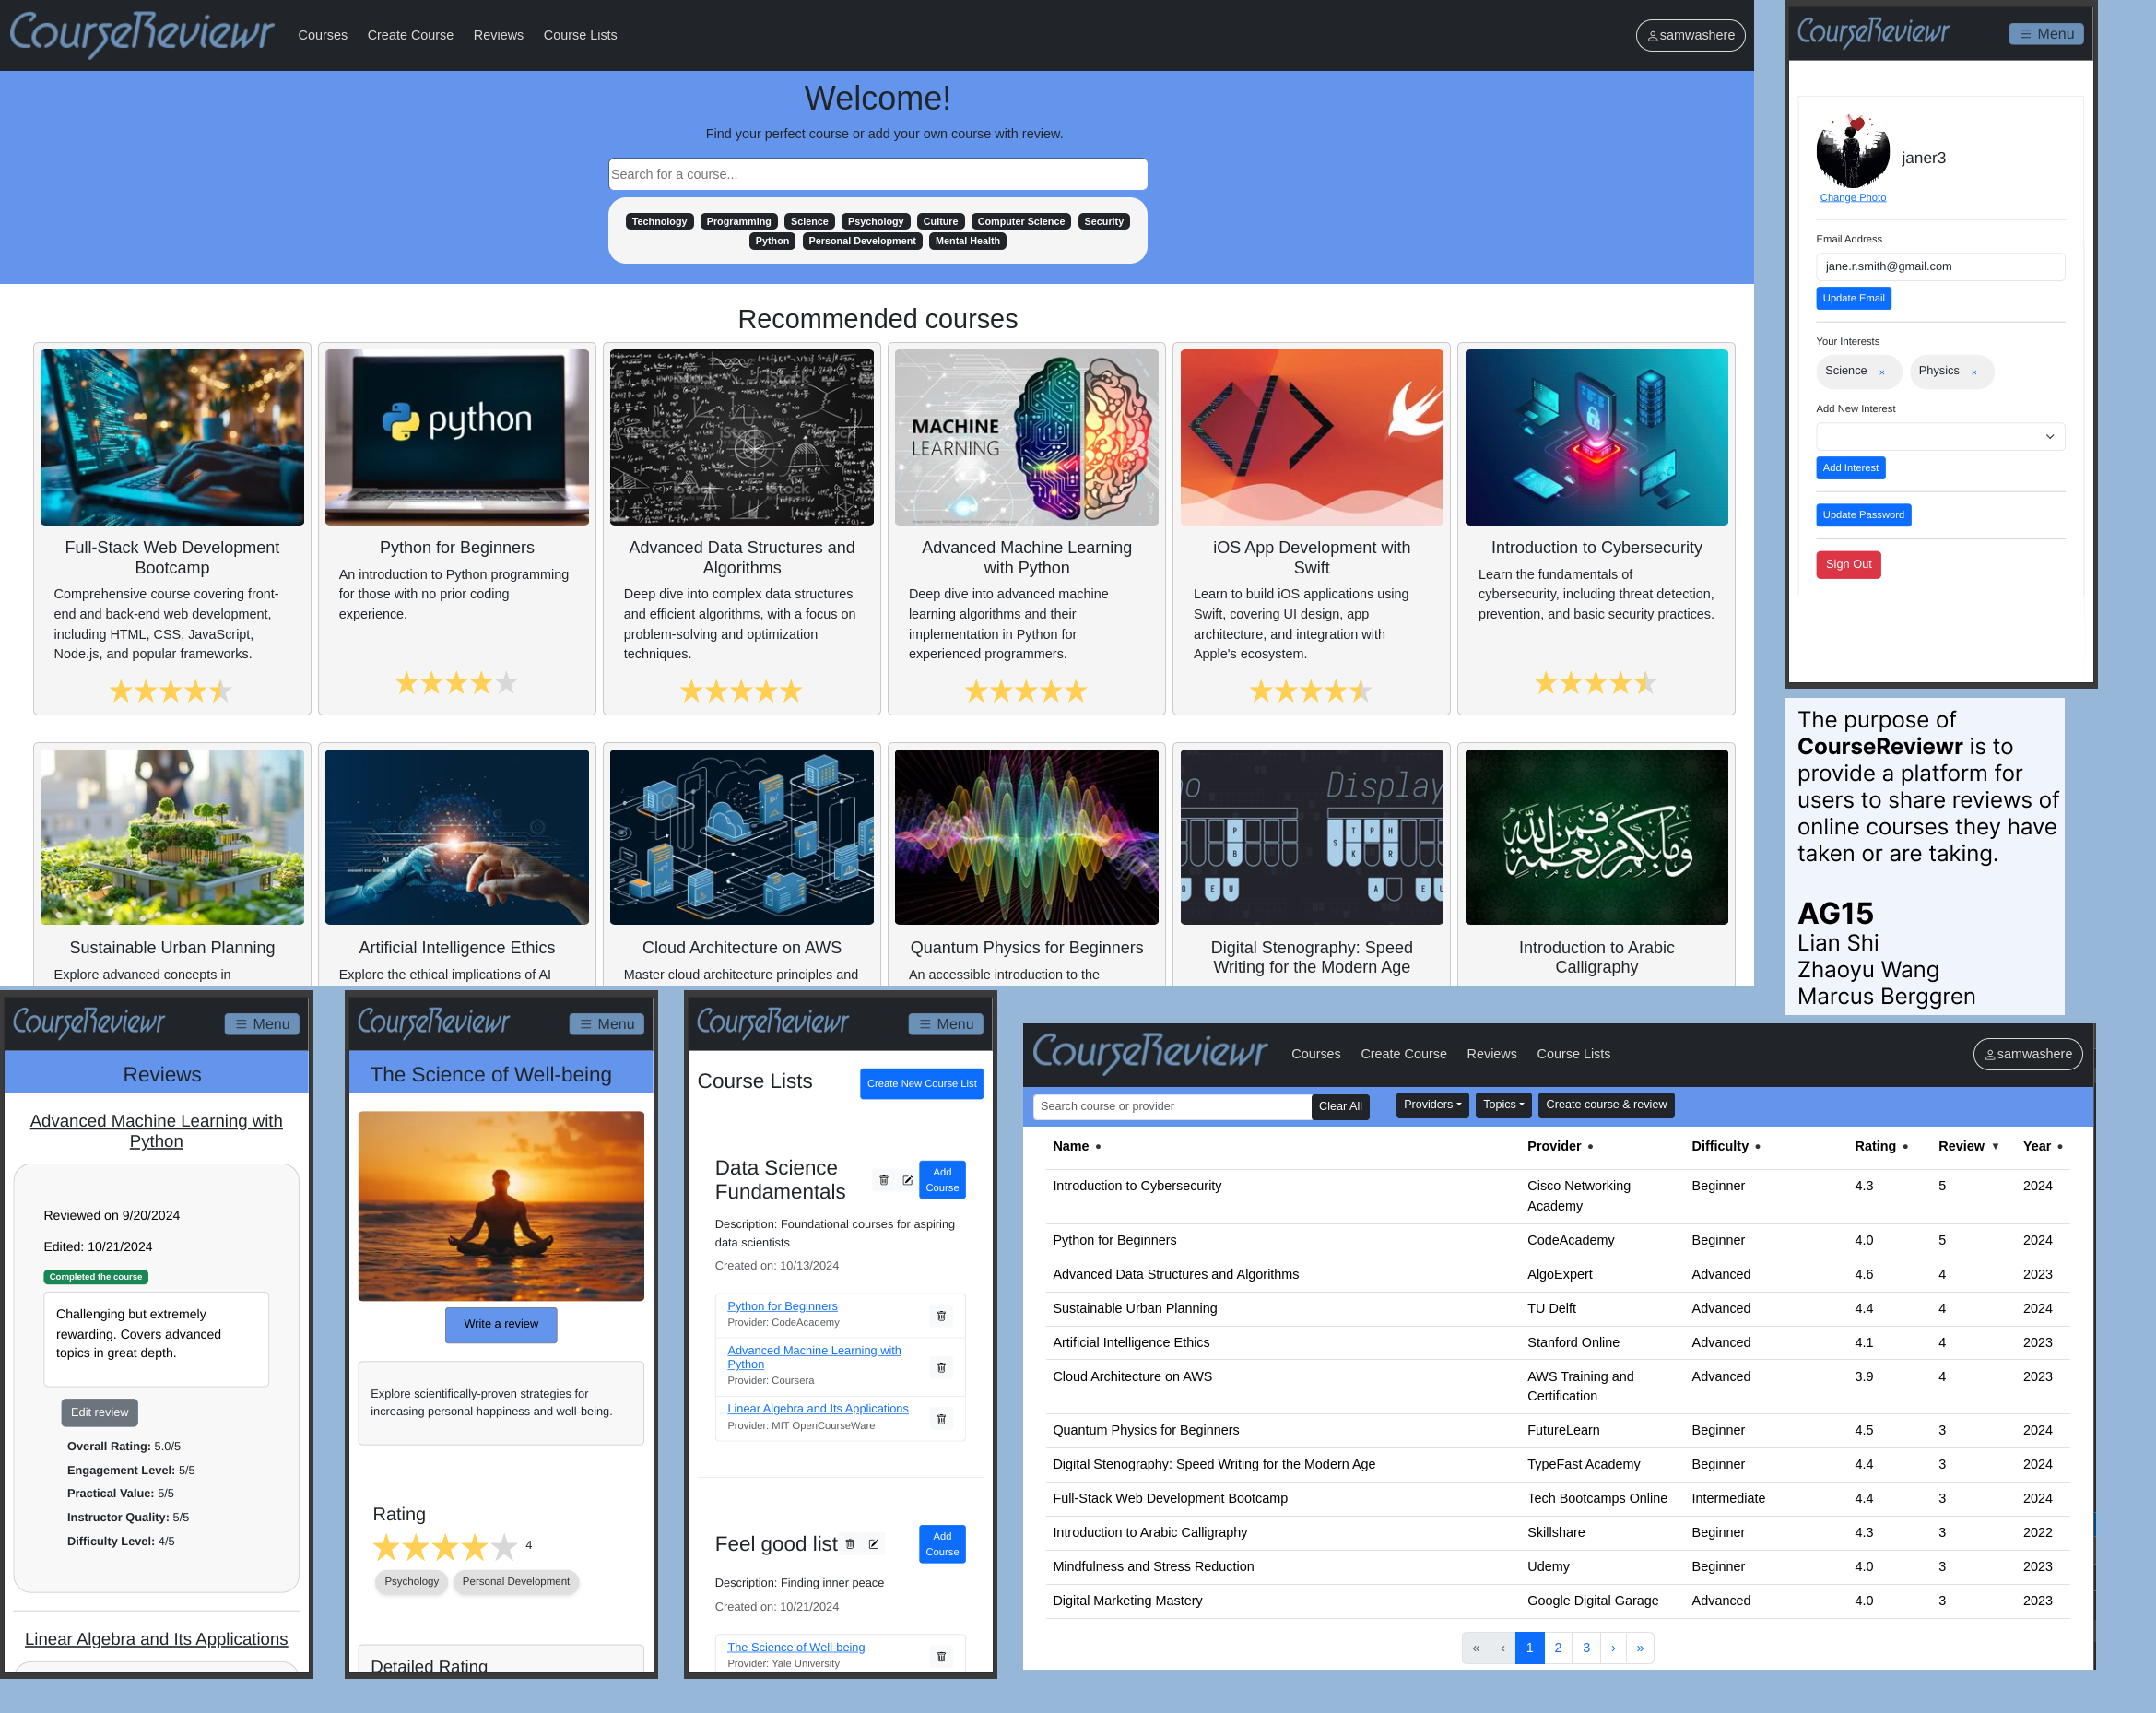 CourseReviewr
Courses Create Course Reviews Course Lists
samwashere
Welcome!
Find your perfect course or add your own course with review.
Search for a course...
Technology Programming Science Psychology Culture Computer Science Security
Python Personal Development Mental Health
Recommended courses
python
iStock
MACHINE
LEARNING
Full-Stack Web Development
Bootcamp
Comprehensive course covering front-
end and back-end web development,
including HTML, CSS, JavaScript,
Node.js, and popular frameworks.
Python for Beginners
An introduction to Python programming
for those with no prior coding
experience.
Advanced Data Structures and
Algorithms
Deep dive into complex data structures
and efficient algorithms, with a focus on
problem-solving and optimization
techniques.
Advanced Machine Learning
with Python
Deep dive into advanced machine
learning algorithms and their
implementation in Python for
experienced programmers.
iOS App Development with
Swift
Learn to build iOS applications using
Swift, covering UI design, app
architecture, and integration with
Apple's ecosystem.
Introduction to Cybersecurity
Learn the fundamentals of
cybersecurity, including threat detection,
prevention, and basic security practices.
AI
Display
P B O E U
S T P H K R A E U
وما بكم من نعمة فمن الله
Sustainable Urban Planning
Explore advanced concepts in
Artificial Intelligence Ethics
Explore the ethical implications of AI
Cloud Architecture on AWS
Master cloud architecture principles and
Quantum Physics for Beginners
An accessible introduction to the
Digital Stenography: Speed
Writing for the Modern Age
Introduction to Arabic
Calligraphy
CourseReviewr
Menu
janer3
Change Photo
Email Address
jane.r.smith@gmail.com
Update Email
Your Interests
Science × Physics ×
Add New Interest
Add Interest
Update Password
Sign Out
The purpose of
CourseReviewr is to
provide a platform for
users to share reviews of
online courses they have
taken or are taking.
AG15
Lian Shi
Zhaoyu Wang
Marcus Berggren
CourseReviewr
Menu
Reviews
Advanced Machine Learning with
Python
Reviewed on 9/20/2024
Edited: 10/21/2024
Completed the course
Challenging but extremely
rewarding. Covers advanced
topics in great depth.
Edit review
Overall Rating: 5.0/5
Engagement Level: 5/5
Practical Value: 5/5
Instructor Quality: 5/5
Difficulty Level: 4/5
Linear Algebra and Its Applications
CourseReviewr
Menu
The Science of Well-being
Write a review
Explore scientifically-proven strategies for
increasing personal happiness and well-being.
Rating
4
Psychology Personal Development
Detailed Rating
CourseReviewr
Menu
Course Lists
Create New Course List
Data Science
Fundamentals
Add
Course
Description: Foundational courses for aspiring
data scientists
Created on: 10/13/2024
Python for Beginners
Provider: CodeAcademy
Advanced Machine Learning with
Python
Provider: Coursera
Linear Algebra and Its Applications
Provider: MIT OpenCourseWare
Feel good list
Add
Course
Description: Finding inner peace
Created on: 10/21/2024
The Science of Well-being
Provider: Yale University
CourseReviewr
Courses Create Course Reviews Course Lists
samwashere
Search course or provider Clear All Providers Topics Create course & review
Name • Provider • Difficulty • Rating • Review ▼ Year •
Introduction to Cybersecurity Cisco Networking Beginner 4.3 5 2024
Academy
Python for Beginners CodeAcademy Beginner 4.0 5 2024
Advanced Data Structures and Algorithms AlgoExpert Advanced 4.6 4 2023
Sustainable Urban Planning TU Delft Advanced 4.4 4 2024
Artificial Intelligence Ethics Stanford Online Advanced 4.1 4 2023
Cloud Architecture on AWS AWS Training and Advanced 3.9 4 2023
Certification
Quantum Physics for Beginners FutureLearn Beginner 4.5 3 2024
Digital Stenography: Speed Writing for the Modern Age TypeFast Academy Beginner 4.4 3 2024
Full-Stack Web Development Bootcamp Tech Bootcamps Online Intermediate 4.4 3 2024
Introduction to Arabic Calligraphy Skillshare Beginner 4.3 3 2022
Mindfulness and Stress Reduction Udemy Beginner 4.0 3 2023
Digital Marketing Mastery Google Digital Garage Advanced 4.0 3 2023
« ‹ 1 2 3 › »